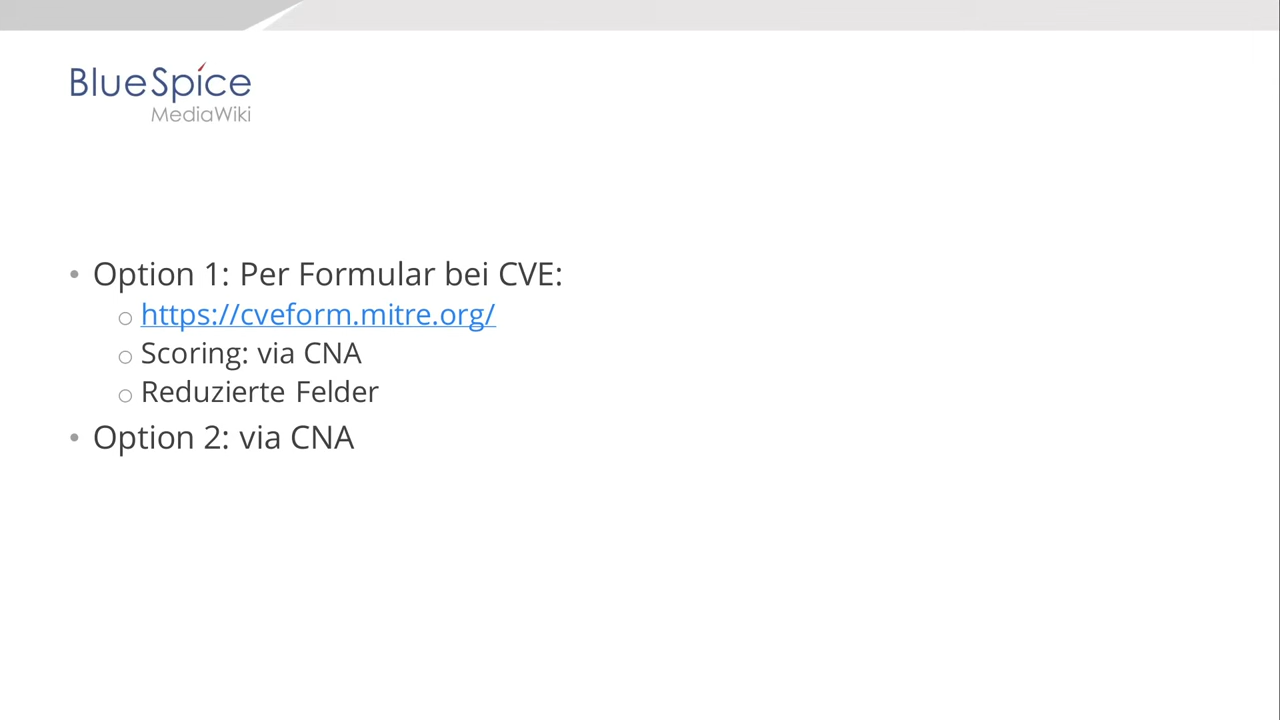 BlueSpice
MediaWiki
• Option 1: Per Formular bei CVE:
○ https://cveform.mitre.org/
○ Scoring: via CNA
○ Reduzierte Felder
• Option 2: via CNA